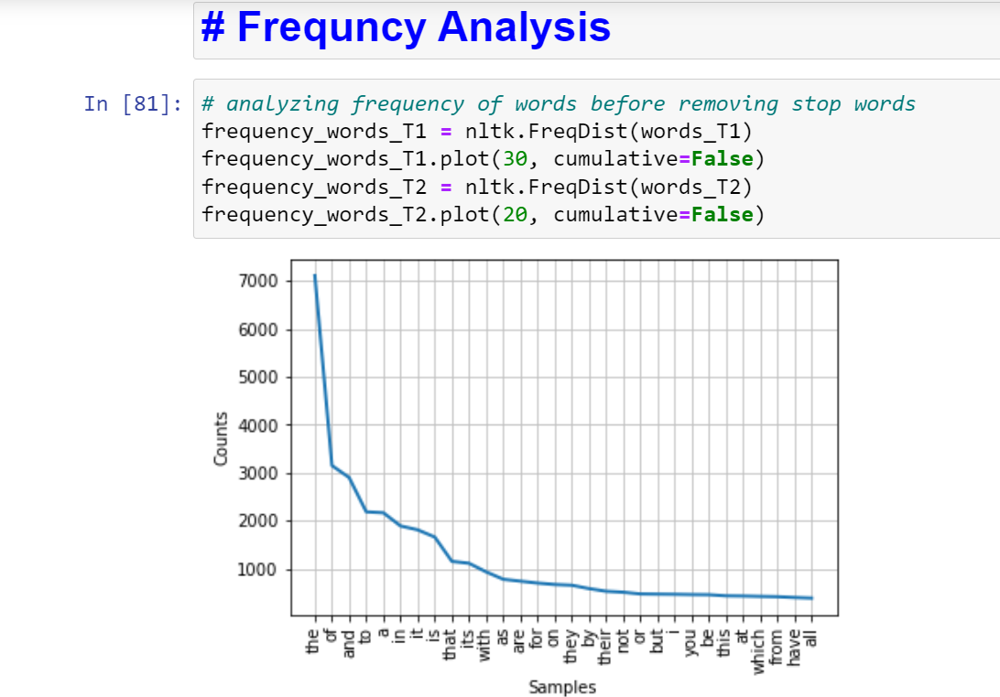 # Frequncy Analysis
In [81]: # analyzing frequency of words before removing stop words
frequency_words_T1 = nltk.FreqDist(words_T1)
frequency_words_T1.plot(30, cumulative=False)
frequency_words_T2 = nltk.FreqDist(words_T2)
frequency_words_T2.plot(20, cumulative=False)
7000
6000
5000
4000
3000
2000
1000
Counts
the of and to a in it is that its with as are for on they by their not or but i you be this at which from have all
Samples